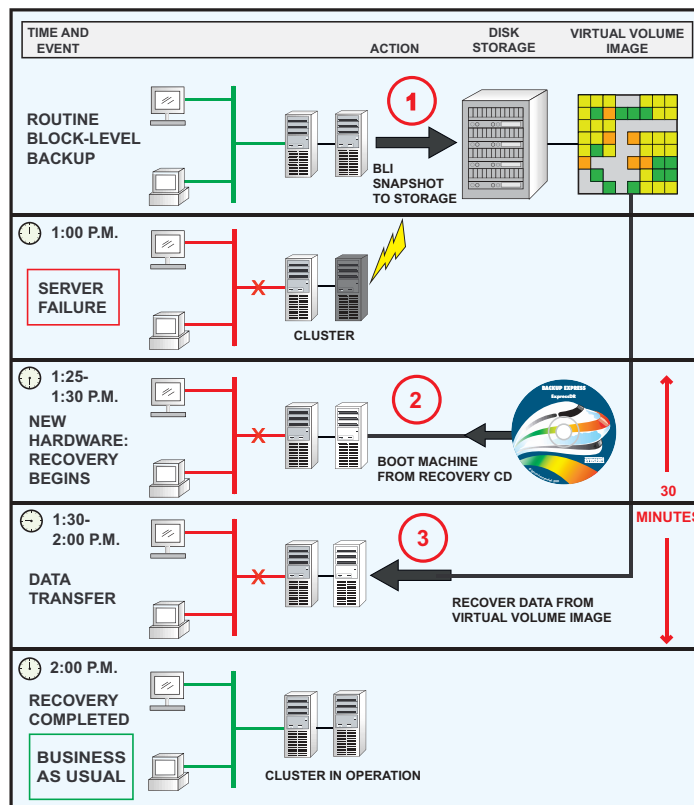 TIME AND
EVENT
ACTION
DISK
STORAGE
VIRTUAL VOLUME
IMAGE
ROUTINE
BLOCK-LEVEL
BACKUP
1
BLI
SNAPSHOT
TO STORAGE
1:00 P.M.
SERVER
FAILURE
X
CLUSTER
1:25-
1:30 P.M.
NEW
HARDWARE:
RECOVERY
BEGINS
X
2
BOOT MACHINE
FROM RECOVERY CD
BACKUP EXPRESS
ExpressDR
30
MINUTES
1:30-
2:00 P.M.
DATA
TRANSFER
X
3
RECOVER DATA FROM
VIRTUAL VOLUME IMAGE
2:00 P.M.
RECOVERY
COMPLETED
BUSINESS
AS USUAL
CLUSTER IN OPERATION